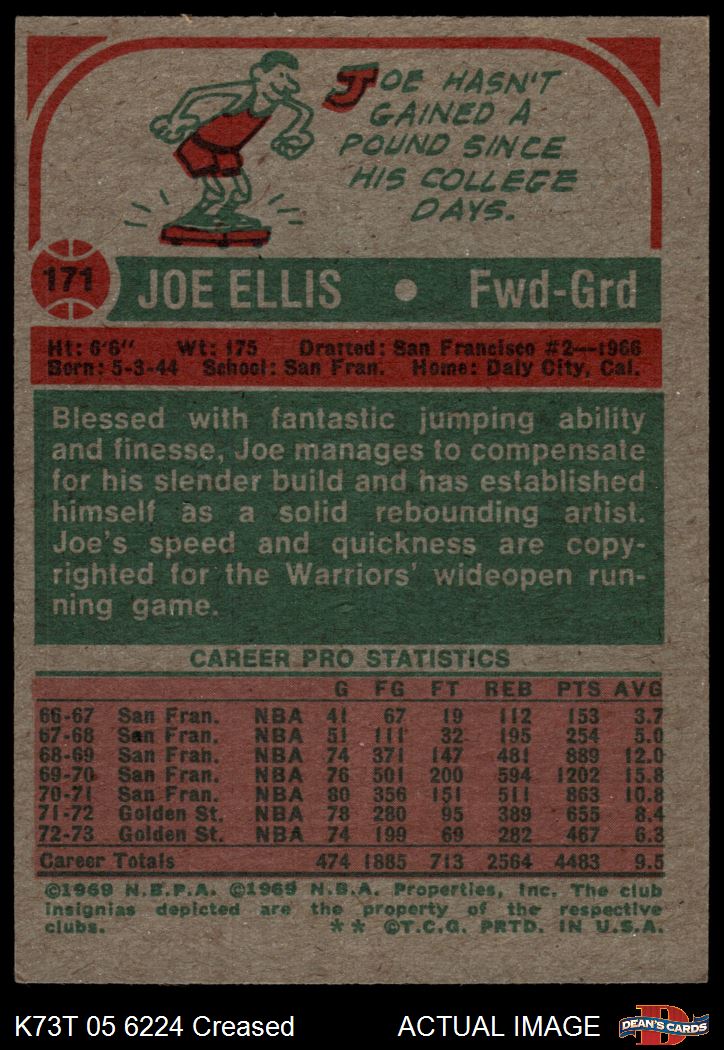 JOE HASN'T
GAINED A
POUND SINCE
HIS COLLEGE
DAYS.
171
JOE ELLIS • Fwd-Grd
Ht: 6'6" Wt: 175 Drafted: San Francisco #2—1966
Born: 5-3-44 School: San Fran. Home: Daly City, Cal.
Blessed with fantastic jumping ability
and finesse, Joe manages to compensate
for his slender build and has established
himself as a solid rebounding artist.
Joe's speed and quickness are copy-
righted for the Warriors' wideopen run-
ning game.
CAREER PRO STATISTICS
G FG FT REB PTS AVG
66-67 San Fran. NBA 41 67 19 112 153 3.7
67-68 San Fran. NBA 51 111 32 195 254 5.0
68-69 San Fran. NBA 74 371 147 481 889 12.0
69-70 San Fran. NBA 76 501 200 594 1202 15.8
70-71 San Fran. NBA 80 356 151 511 863 10.8
71-72 Golden St. NBA 78 280 95 389 655 8.4
72-73 Golden St. NBA 74 199 69 282 467 6.3
Career Totals 474 1885 713 2564 4483 9.5
©1969 N.B.P.A. ©1969 N.B.A. Properties, Inc. The club
insignias depicted are the property of the respective
clubs. ** ©T.C.G. PRTD. IN U.S.A.
K73T 05 6224 Creased ACTUAL IMAGE
D
DEAN'S CARDS